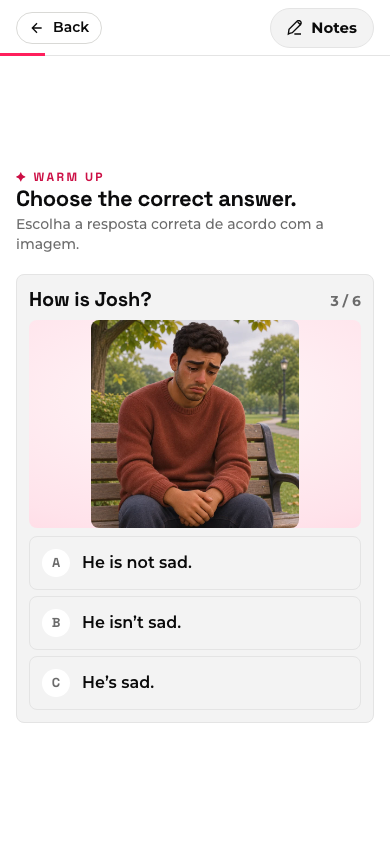 Back
Notes
WARM UP
Choose the correct answer.
Escolha a resposta correta de acordo com a
imagem.
How is Josh?
3 / 6
A
He is not sad.
B
He isn’t sad.
C
He’s sad.